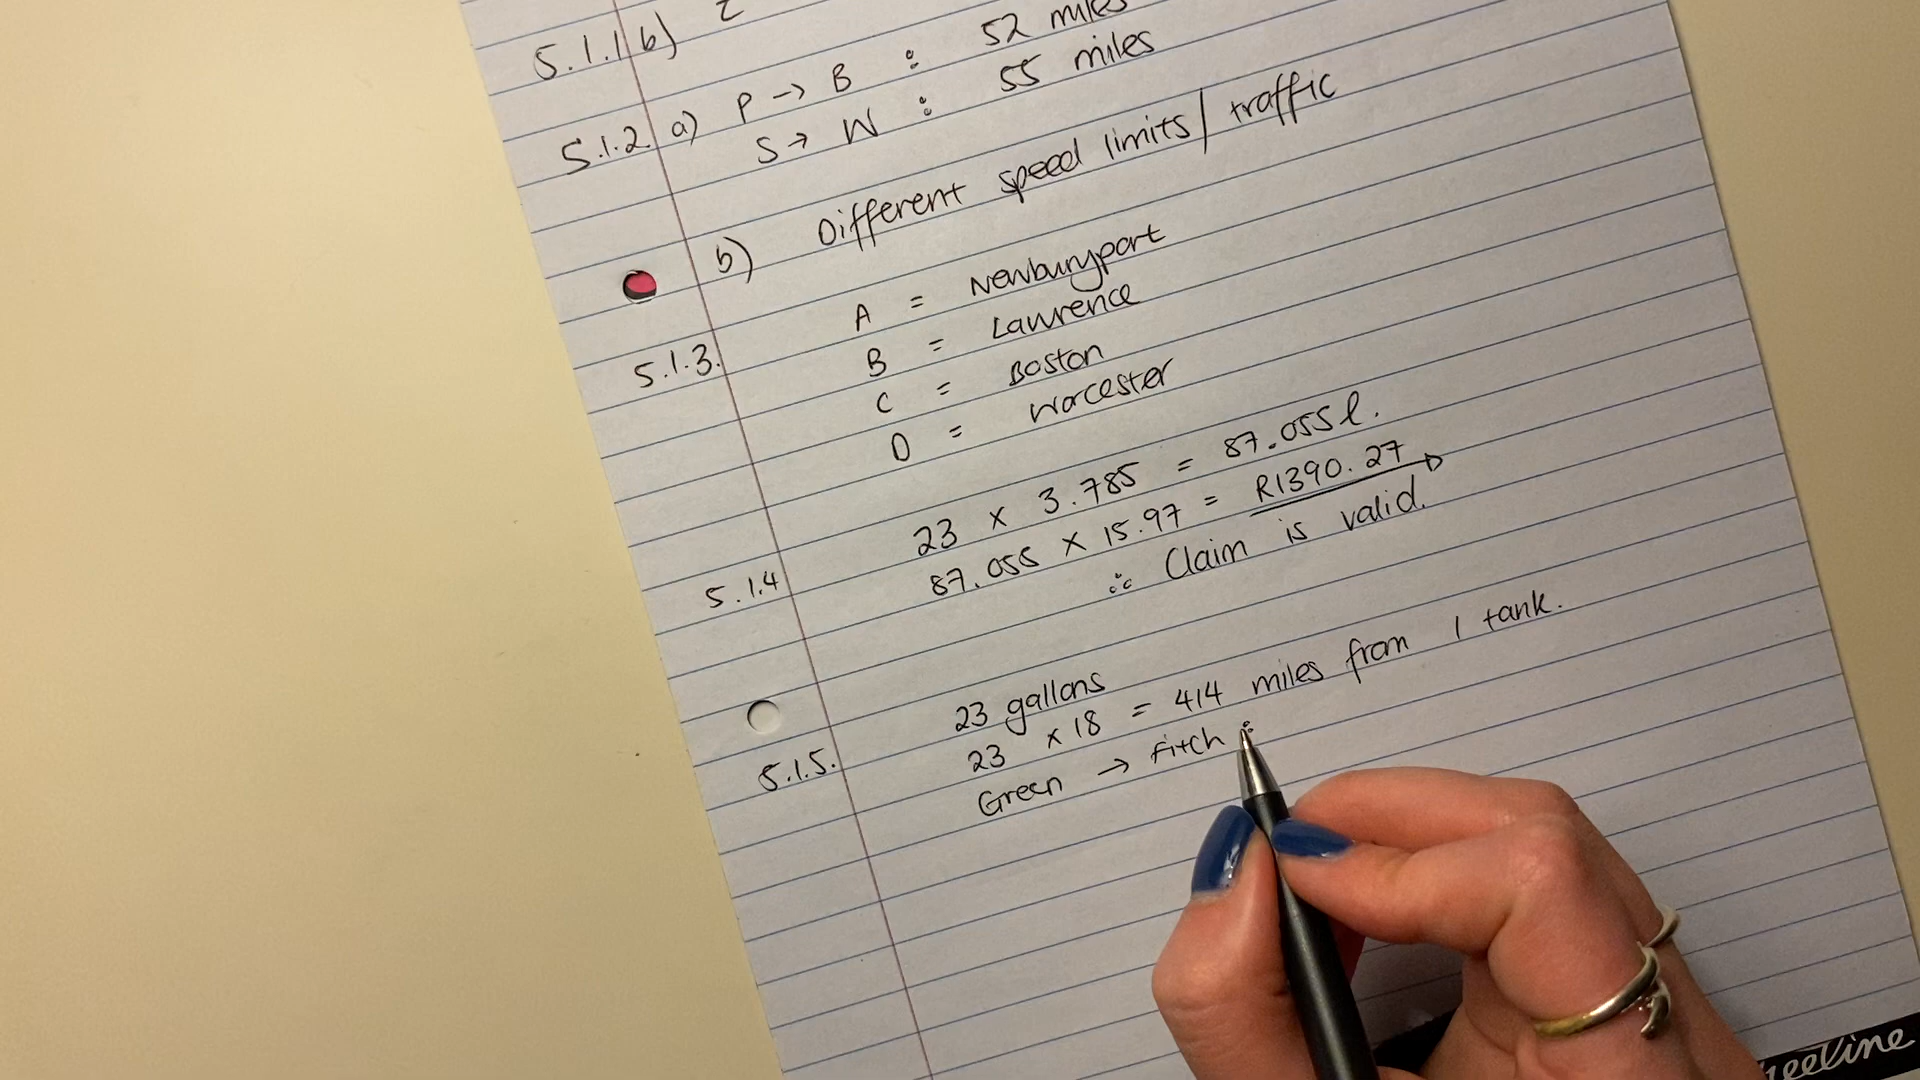 5.1.1 b) 2
5.1.2 a) P → B : 52 miles
S → W : 55 miles
b) Different speed limits/ traffic
5.1.3. A = Newburyport
B = Lawrence
C = Boston
D = Worcester
5.1.4 23 x 3.785 = 87.055l.
87.055 x 15.97 = R1390.27
∴ Claim is valid.
5.1.5. 23 gallons
23 x 18 = 414 miles from 1 tank.
Green → Fitch :